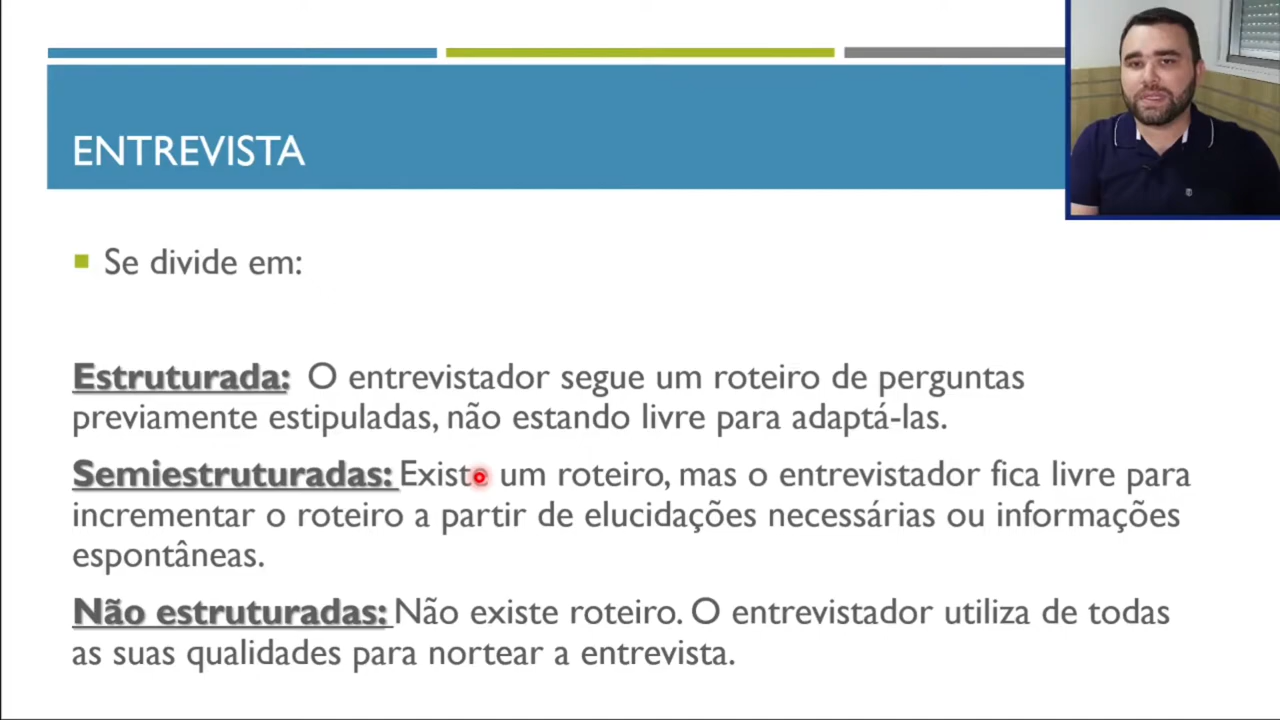 ENTREVISTA
Se divide em:
Estruturada: O entrevistador segue um roteiro de perguntas
previamente estipuladas, não estando livre para adaptá-las.
Semiestruturadas: Existe um roteiro, mas o entrevistador fica livre para
incrementar o roteiro a partir de elucidações necessárias ou informações
espontâneas.
Não estruturadas: Não existe roteiro. O entrevistador utiliza de todas
as suas qualidades para nortear a entrevista.